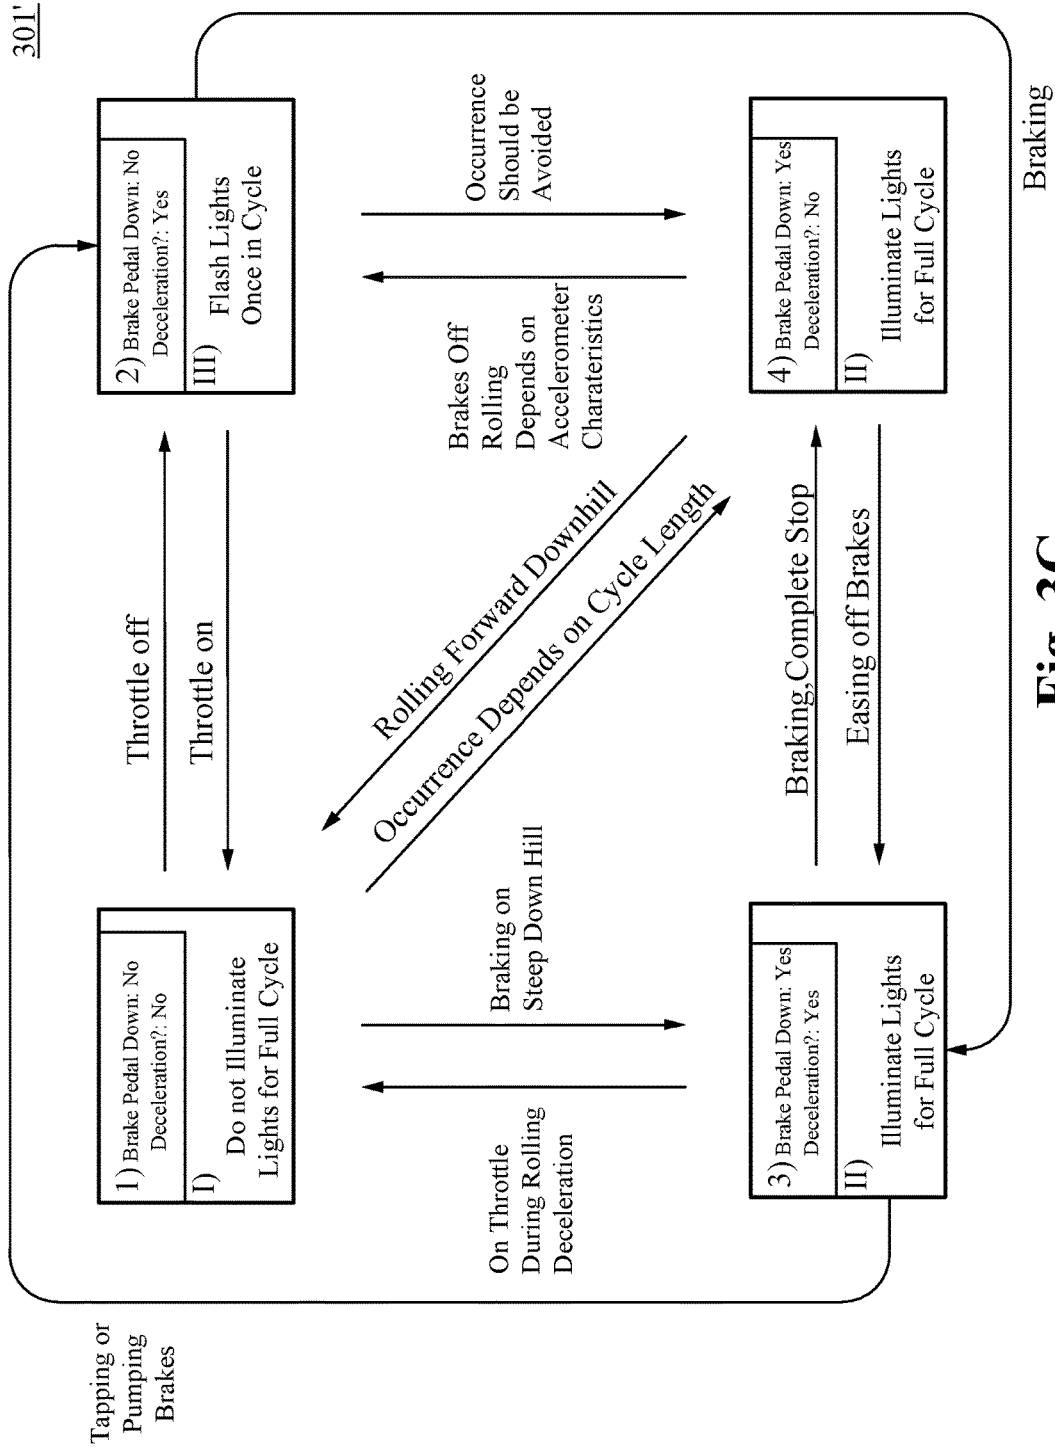 301'
Tapping or
Pumping
Brakes
1) Brake Pedal Down: No
Deceleration?: No
I)
Do not Illuminate
Lights for Full Cycle
Throttle off
Throttle on
2) Brake Pedal Down: No
Deceleration?: Yes
III)
Flash Lights
Once in Cycle
On Throttle
During Rolling
Deceleration
Braking on
Steep Down Hill
Rolling Forward Downhill
Occurrence Depends on Cycle Length
Brakes Off
Rolling
Depends on
Accelerometer
Charateristics
Occurrence
Should be
Avoided
3) Brake Pedal Down: Yes
Deceleration?: Yes
II)
Illuminate Lights
for Full Cycle
Braking,Complete Stop
Easing off Brakes
4) Brake Pedal Down: Yes
Deceleration?: No
II)
Illuminate Lights
for Full Cycle
Braking
Fig. 3C